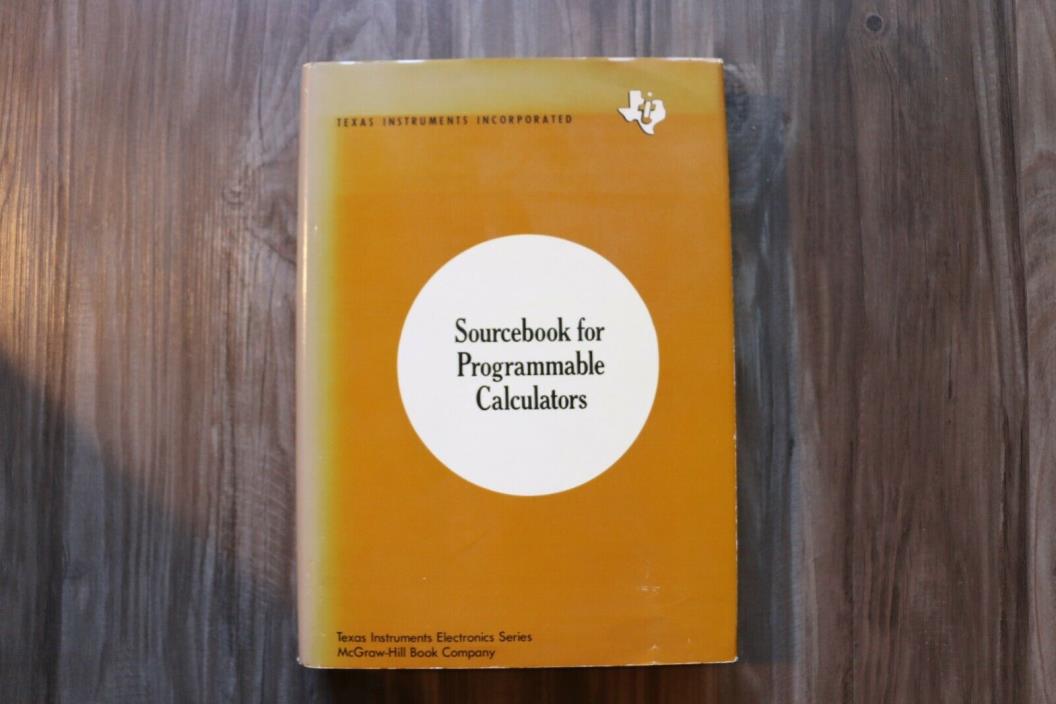 TEXAS INSTRUMENTS INCORPORATED
Sourcebook for
Programmable
Calculators
Texas Instruments Electronics Series
McGraw-Hill Book Company